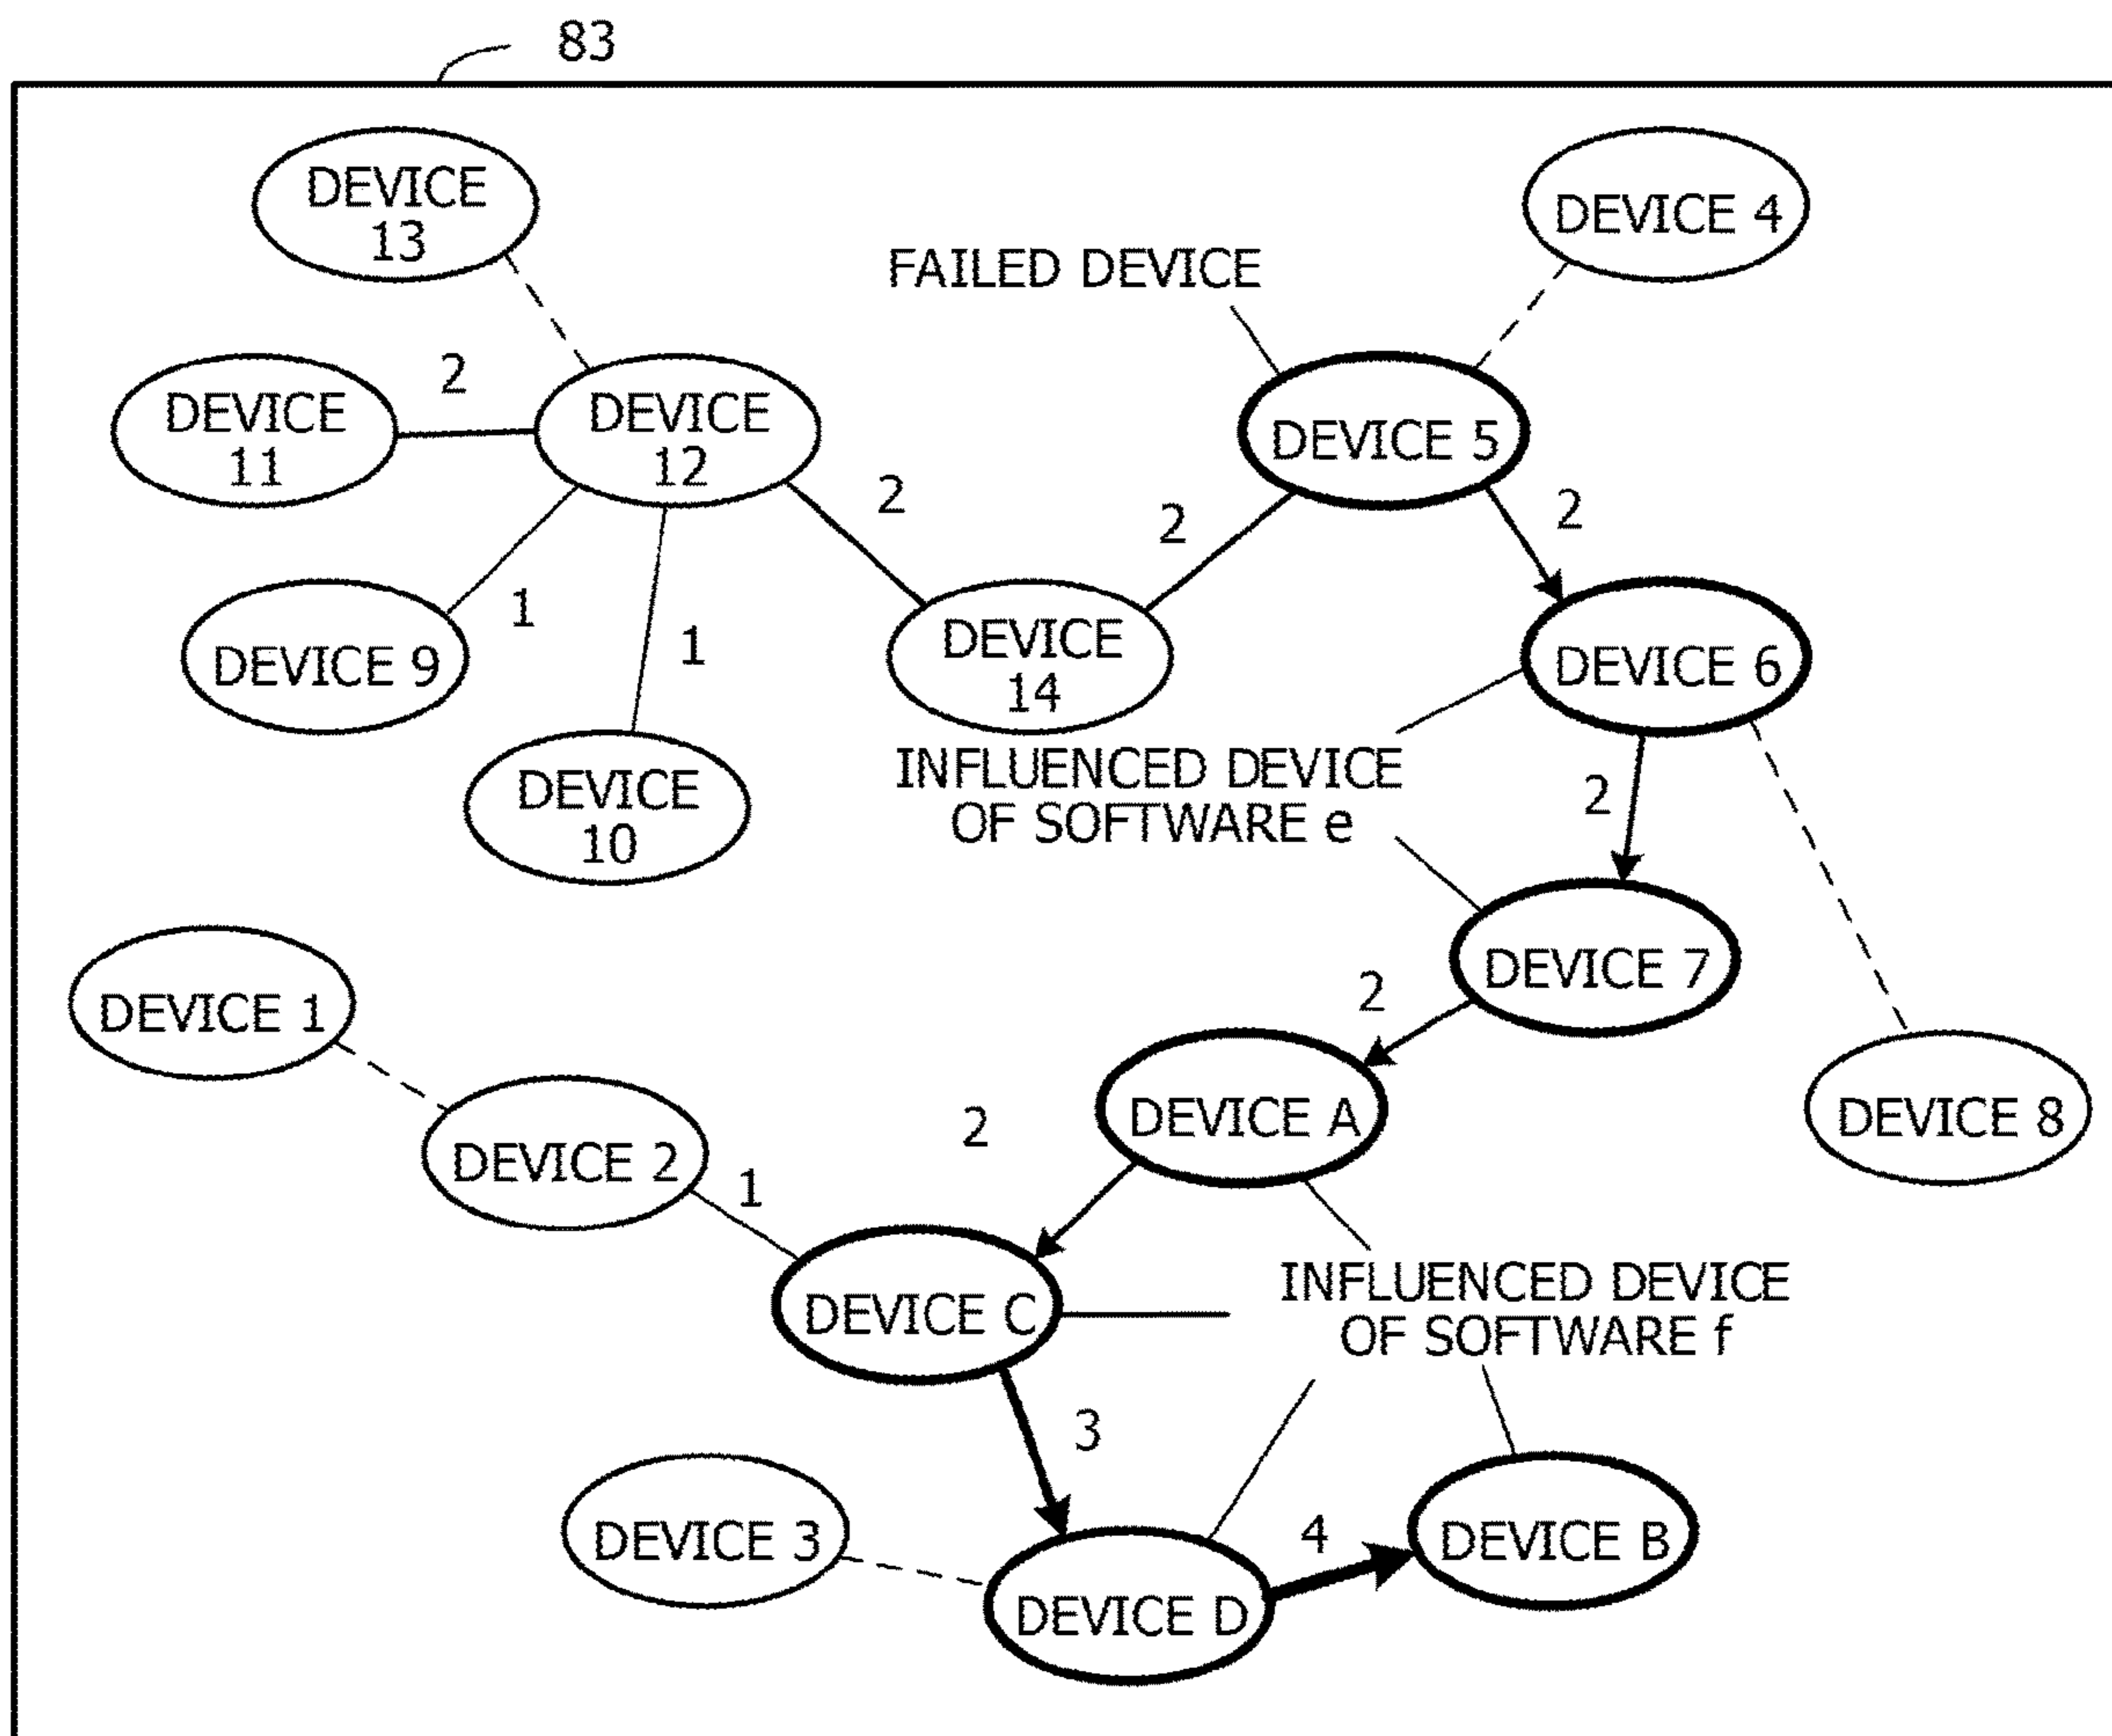 83
DEVICE
13
DEVICE 4
FAILED DEVICE
2
DEVICE
11
DEVICE
12
DEVICE 5
2
2
2
1
DEVICE 9
1
DEVICE
14
DEVICE 6
INFLUENCED DEVICE
OF SOFTWARE e
2
DEVICE
10
DEVICE 7
2
DEVICE 1
DEVICE A
2
DEVICE 8
DEVICE 2
1
DEVICE C
INFLUENCED DEVICE
OF SOFTWARE f
3
DEVICE 3
4
DEVICE B
DEVICE D